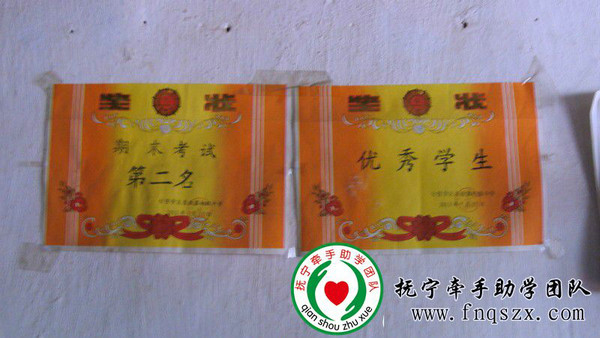 奖 状
期末考试
第二名
奖 状
优秀学生
抚宁牵手助学团队
qian shou zhu xue
抚宁牵手助学团队
www.fnqszx.com